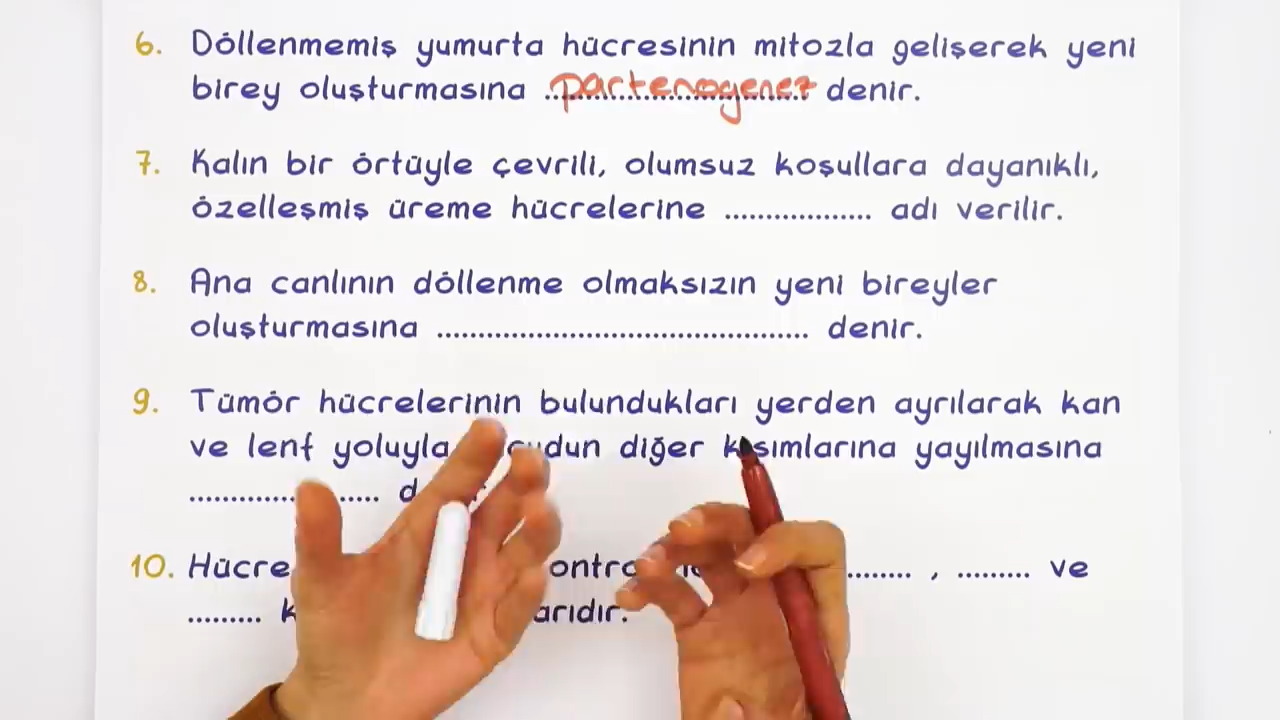 6. Döllenmemiş yumurta hücresinin mitozla gelişerek yeni
birey oluşturmasına partenogenez denir.
7. Kalın bir örtüyle çevrili, olumsuz koşullara dayanıklı,
özelleşmiş üreme hücrelerine .................. adı verilir.
8. Ana canlının döllenme olmaksızın yeni bireyler
oluşturmasına ............................................. denir.
9. Tümör hücrelerinin bulundukları yerden ayrılarak kan
ve lenf yoluyla diğer kısımlarına yayılmasına
10. Hücre ......... , ......... ve
.........